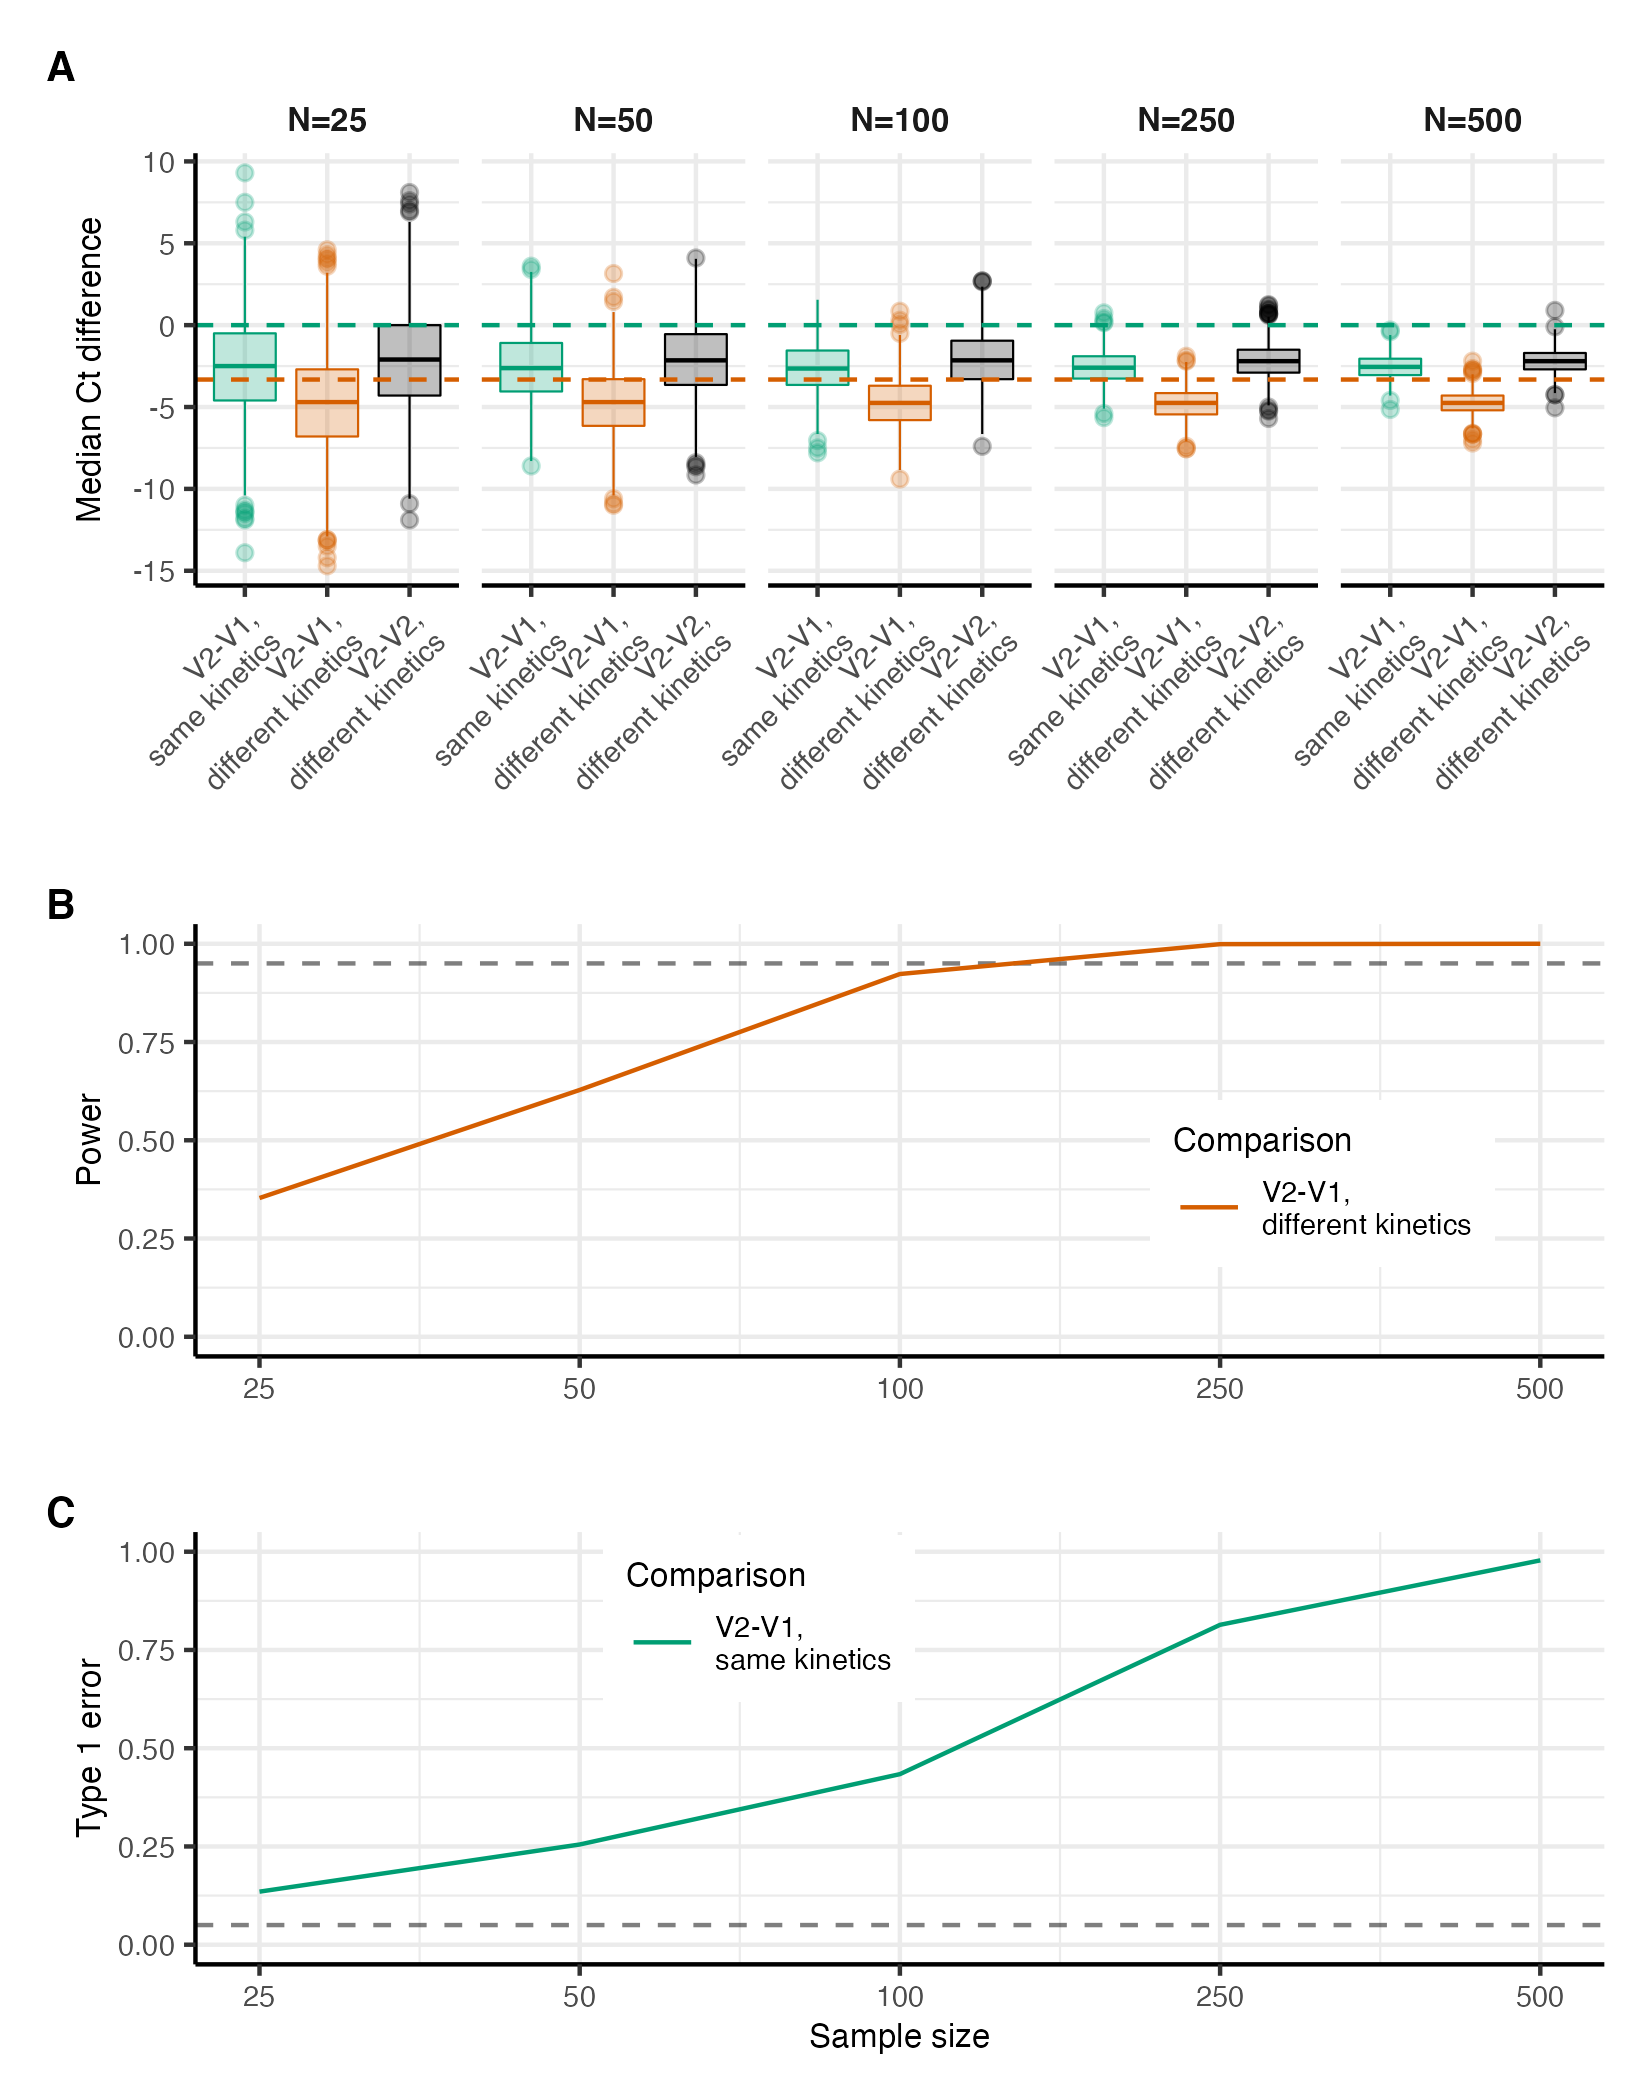 A
N=25
N=50
N=100
N=250
N=500
Median Ct difference
10
5
0
-5
-10
-15
V2-V1,
same kinetics
V2-V1,
different kinetics
V2-V2,
different kinetics
V2-V1,
same kinetics
V2-V1,
different kinetics
V2-V2,
different kinetics
V2-V1,
same kinetics
V2-V1,
different kinetics
V2-V2,
different kinetics
V2-V1,
same kinetics
V2-V1,
different kinetics
V2-V2,
different kinetics
V2-V1,
same kinetics
V2-V1,
different kinetics
V2-V2,
different kinetics
B
Power
1.00
0.75
0.50
0.25
0.00
Comparison
V2-V1,
different kinetics
25
50
100
250
500
C
Type 1 error
1.00
0.75
0.50
0.25
0.00
Comparison
V2-V1,
same kinetics
25
50
100
250
500
Sample size